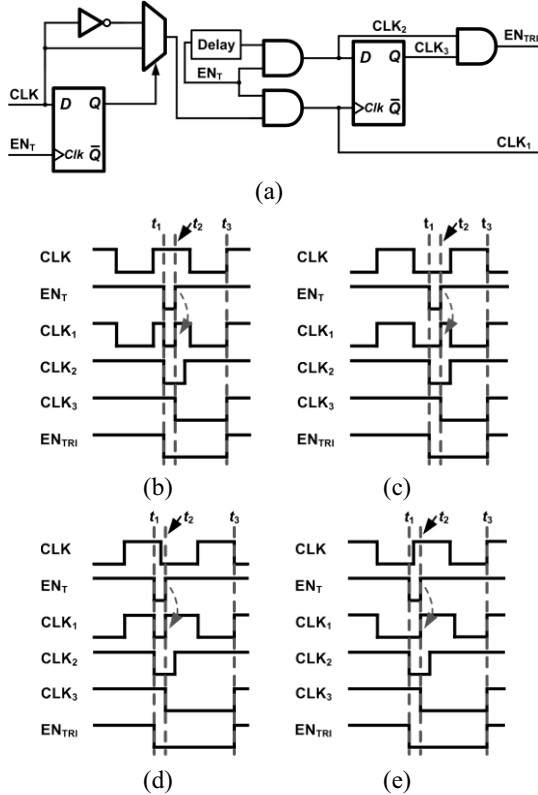 CLK₂
Delay
CLK₃
EN_TRI
EN_T
D Q
CLK
D Q
Clk Q̅
EN_T
Clk Q̅
CLK₁
(a)
t₁ t₂ t₃
CLK
EN_T
CLK₁
CLK₂
CLK₃
EN_TRI
(b)
t₁ t₂ t₃
CLK
EN_T
CLK₁
CLK₂
CLK₃
EN_TRI
(c)
t₁ t₂ t₃
CLK
EN_T
CLK₁
CLK₂
CLK₃
EN_TRI
(d)
t₁ t₂ t₃
CLK
EN_T
CLK₁
CLK₂
CLK₃
EN_TRI
(e)